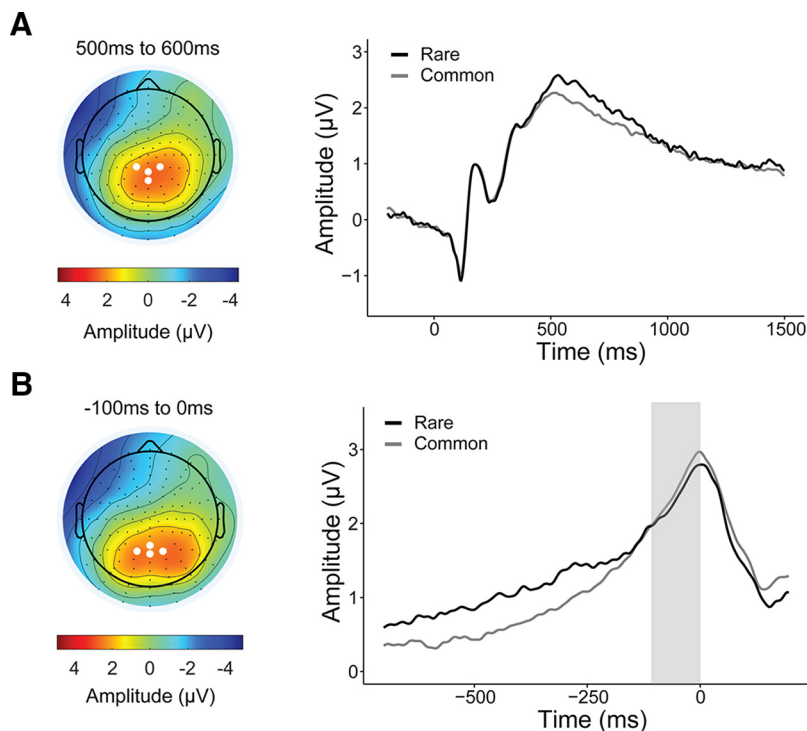 A
500ms to 600ms
4 2 0 -2 -4
Amplitude (µV)
Rare
Common
3
2
1
0
−1
Amplitude (µV)
0 500 1000 1500
Time (ms)
B
-100ms to 0ms
4 2 0 -2 -4
Amplitude (µV)
Rare
Common
3
2
1
0
Amplitude (µV)
−500 −250 0
Time (ms)